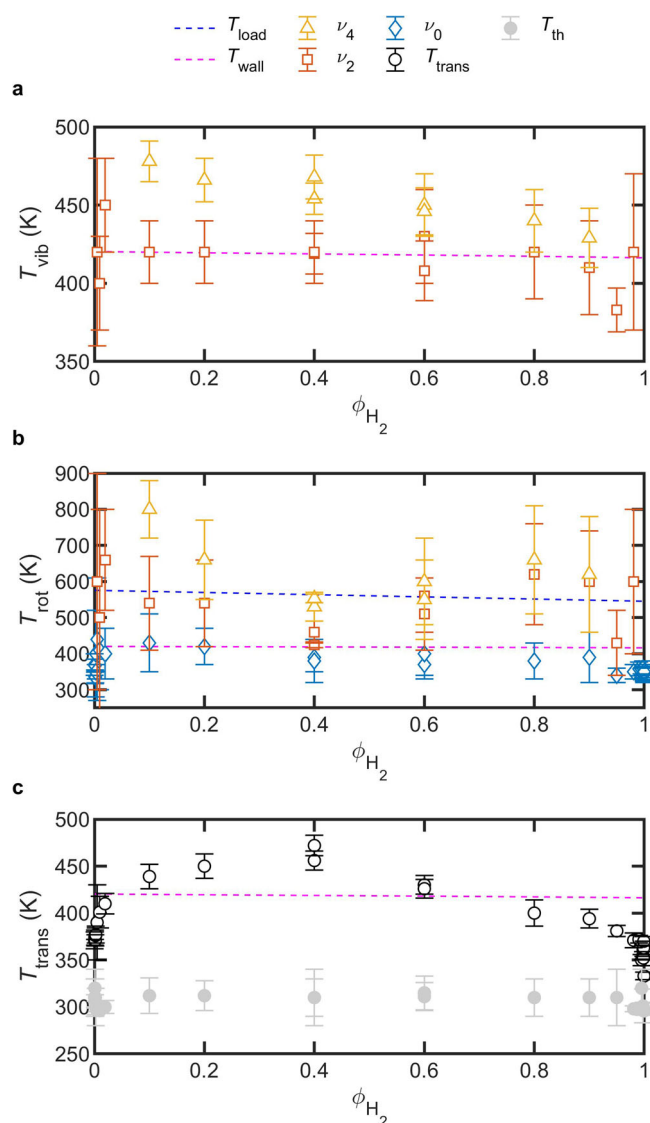 T_load ν_4 ν_0 T_th
T_wall ν_2 T_trans
a
500
450
400
350
T_vib (K)
0 0.2 0.4 0.6 0.8 1
ϕ_H_2
b
900
800
700
600
500
400
300
T_rot (K)
0 0.2 0.4 0.6 0.8 1
ϕ_H_2
c
500
450
400
350
300
250
T_trans (K)
0 0.2 0.4 0.6 0.8 1
ϕ_H_2